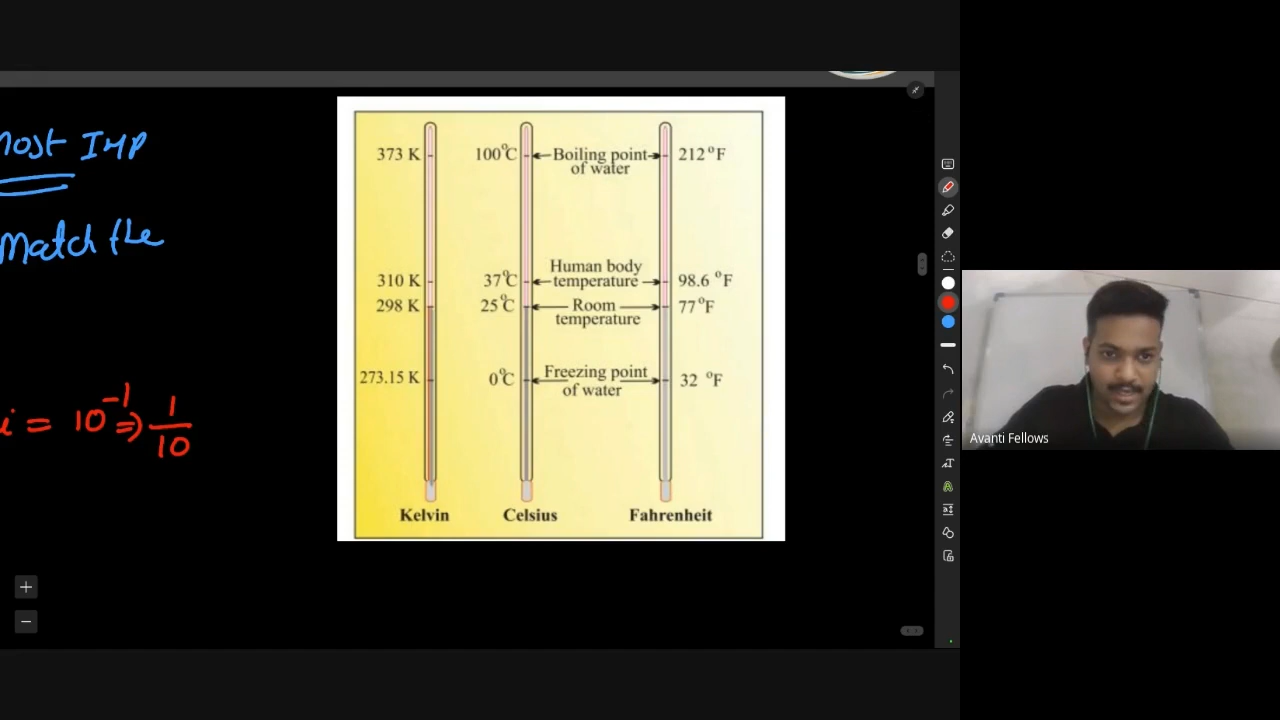 most IMP
Match the
i = 10⁻¹ ⇒ 1/10
373 K 100°C Boiling point of water 212 °F
310 K 37°C Human body temperature 98.6 °F
298 K 25°C Room temperature 77 °F
273.15 K 0°C Freezing point of water 32 °F
Kelvin Celsius Fahrenheit
Avanti Fellows